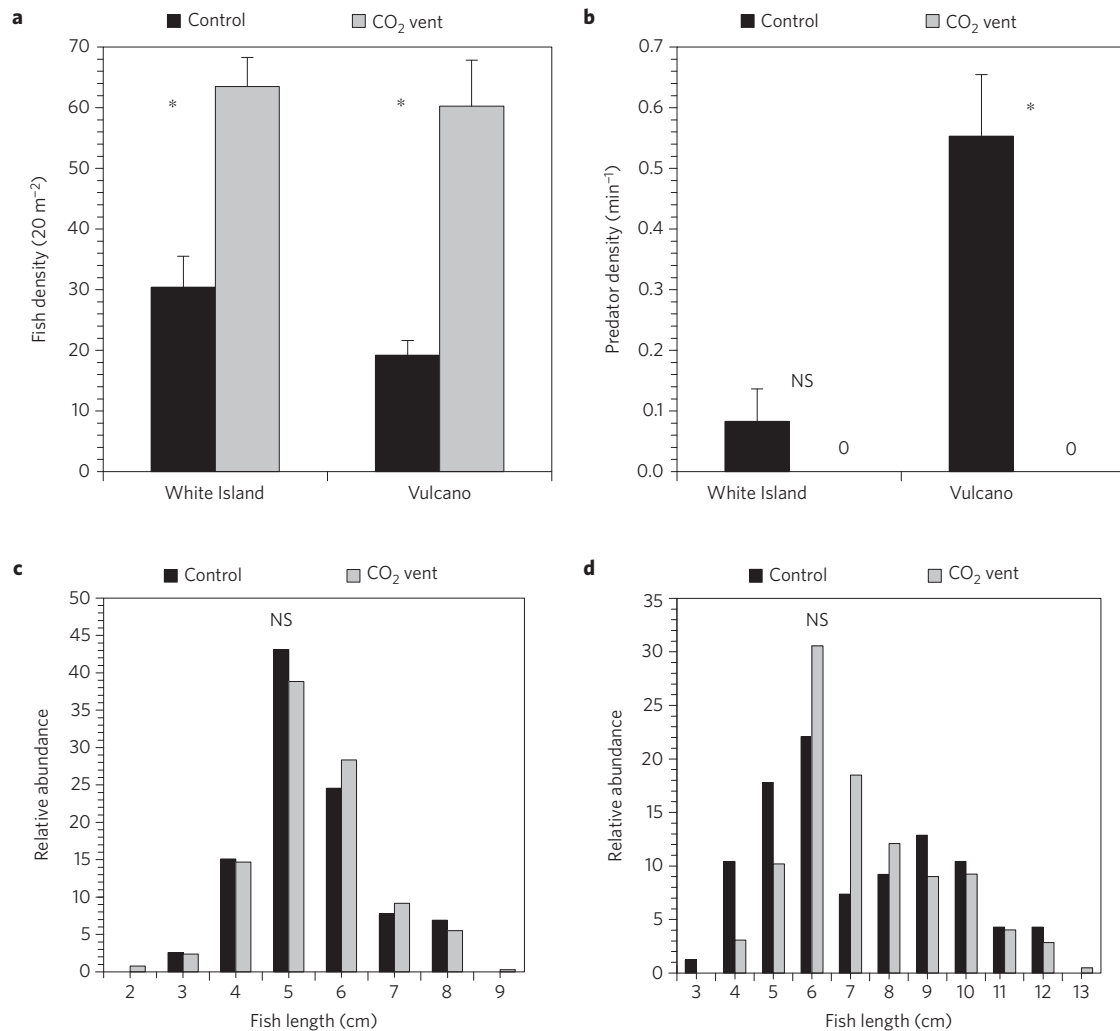 a
Control
CO₂ vent
70
60
50
40
30
20
10
0
Fish density (20 m⁻²)
*
*
White Island
Vulcano
b
Control
CO₂ vent
0.7
0.6
0.5
0.4
0.3
0.2
0.1
0.0
Predator density (min⁻¹)
NS
0
*
0
White Island
Vulcano
c
Control
CO₂ vent
50
45
40
35
30
25
20
15
10
5
0
Relative abundance
NS
2 3 4 5 6 7 8 9
Fish length (cm)
d
Control
CO₂ vent
35
30
25
20
15
10
5
0
Relative abundance
NS
3 4 5 6 7 8 9 10 11 12 13
Fish length (cm)